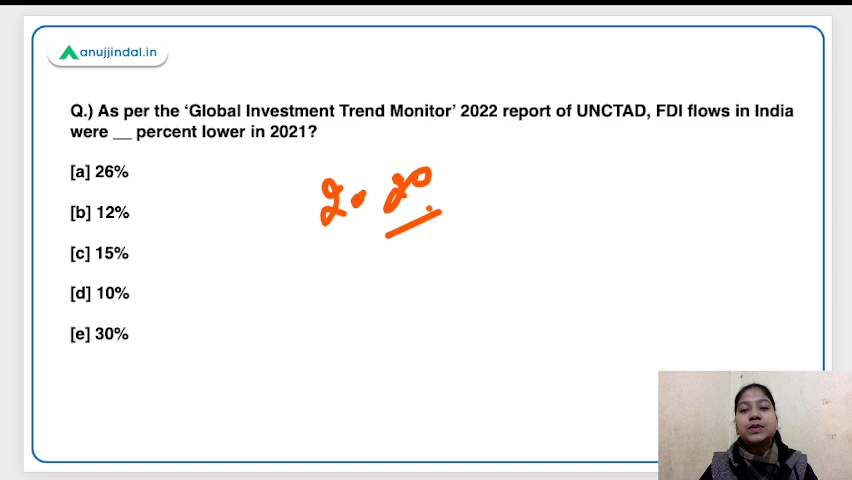 anujjindal.in
Q.) As per the ‘Global Investment Trend Monitor’ 2022 report of UNCTAD, FDI flows in India
were __ percent lower in 2021?
[a] 26%
[b] 12%
[c] 15%
[d] 10%
[e] 30%